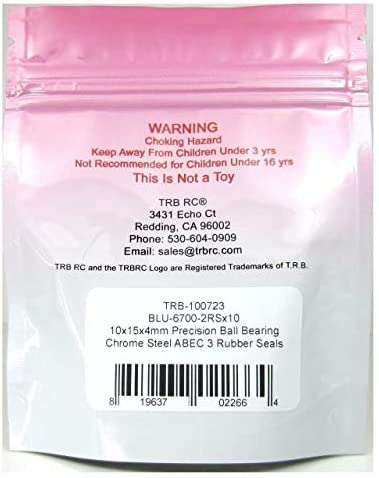 WARNING
Choking Hazard
Keep Away From Children Under 3 yrs
Not Recommended for Children Under 16 yrs
This Is Not a Toy
TRB RC®
3431 Echo Ct
Redding, CA 96002
Phone: 530-604-0909
Email: sales@trbrc.com
TRB RC and the TRBRC Logo are Registered Trademarks of T.R.B.
TRB-100723
BLU-6700-2RSx10
10x15x4mm Precision Ball Bearing
Chrome Steel ABEC 3 Rubber Seals
8 19637 02266 4